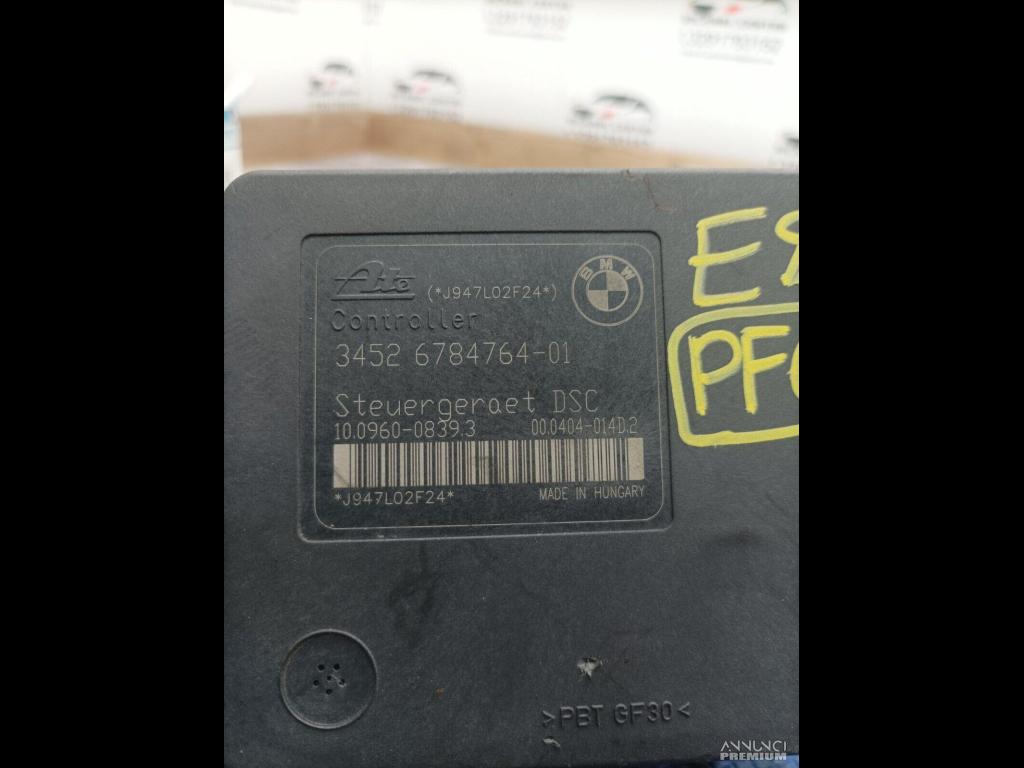 Ate
(*J947L02F24*)
BMW
Controller
3452 6784764-01
Steuergeraet DSC
10.0960-0839.3 00.0404-014D.2
*J947L02F24*
MADE IN HUNGARY
>PBT GF30<
ANNUNCI
PREMIUM